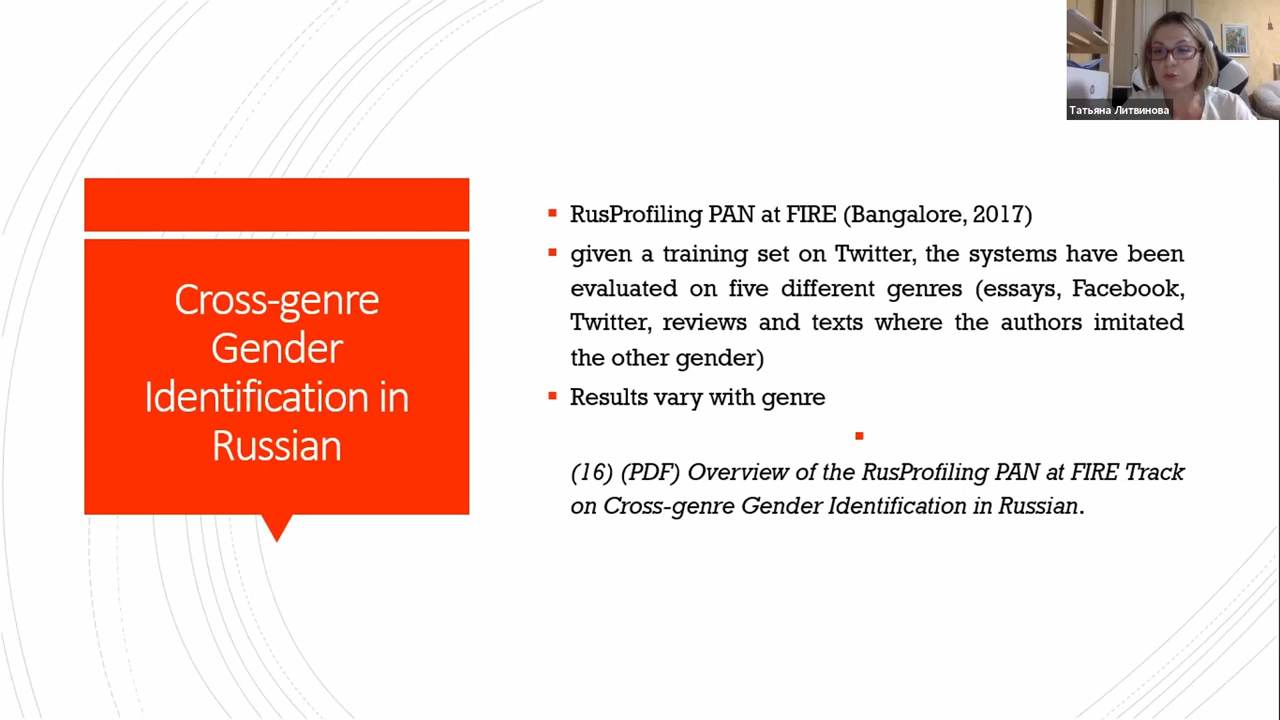 Татьяна Литвинова
Cross-genre
Gender
Identification in
Russian
RusProfiling PAN at FIRE (Bangalore, 2017)
given a training set on Twitter, the systems have been
evaluated on five different genres (essays, Facebook,
Twitter, reviews and texts where the authors imitated
the other gender)
Results vary with genre
(16) (PDF) Overview of the RusProfiling PAN at FIRE Track
on Cross-genre Gender Identification in Russian.